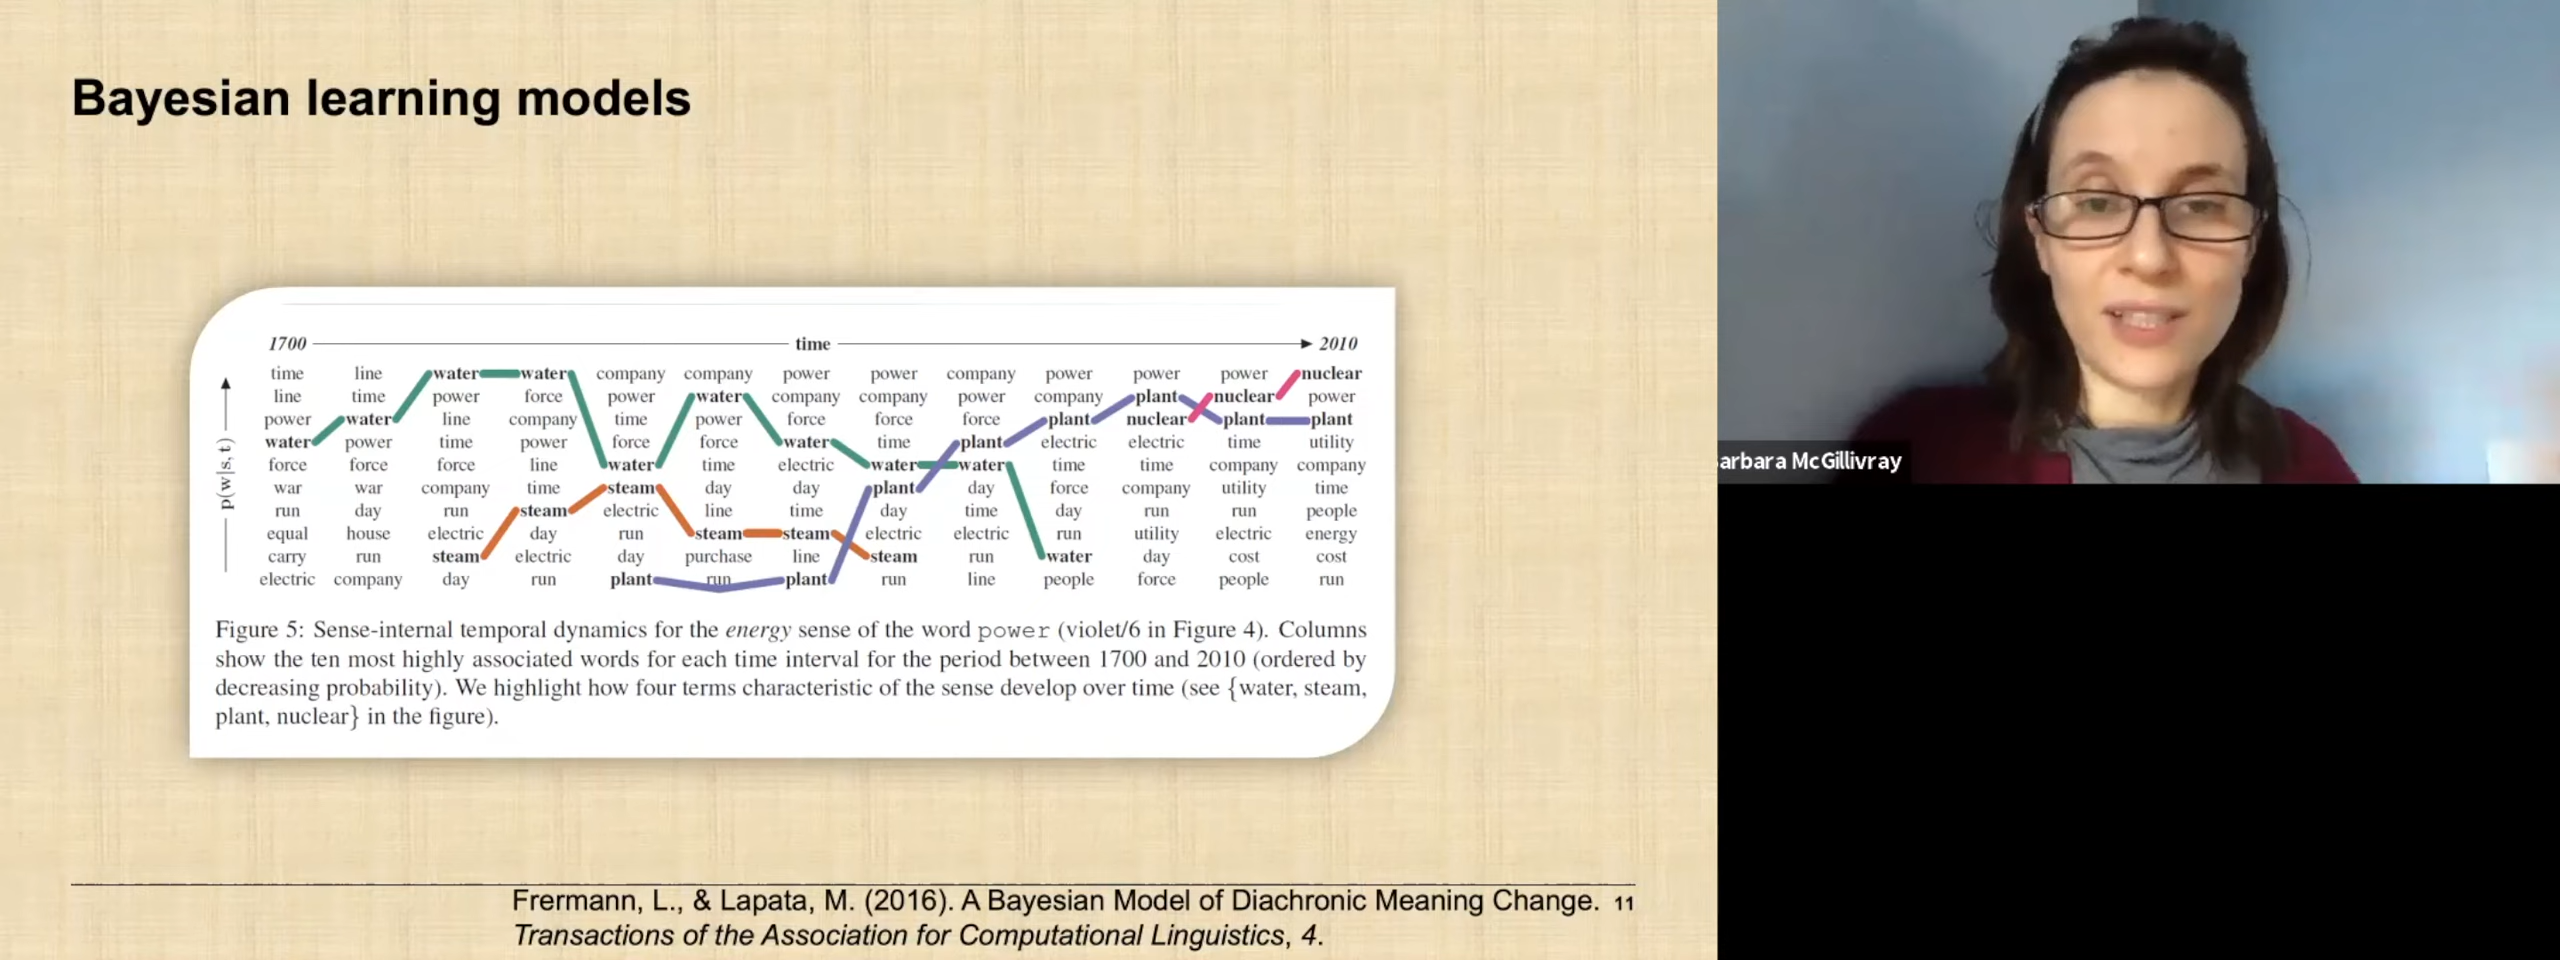 Bayesian learning models
1700 time 2010
time line water water company company power power company power power power nuclear
line time power force power water company company power company plant nuclear power
power water line company time power force force force plant nuclear plant plant
water power time power force force water time plant electric electric time utility
force force force line water time electric water water time time company company
war war company time steam day day plant day force company utility time
run day run steam electric line time day time day run run people
equal house electric day run steam steam electric electric run utility electric energy
carry run steam electric day purchase line steam run water day cost cost
electric company day run plant run plant run line people force people run
p(w|s, t)
Figure 5: Sense-internal temporal dynamics for the energy sense of the word power (violet/6 in Figure 4). Columns
show the ten most highly associated words for each time interval for the period between 1700 and 2010 (ordered by
decreasing probability). We highlight how four terms characteristic of the sense develop over time (see {water, steam,
plant, nuclear} in the figure).
Frermann, L., & Lapata, M. (2016). A Bayesian Model of Diachronic Meaning Change. 11
Transactions of the Association for Computational Linguistics, 4.
arbara McGillivray